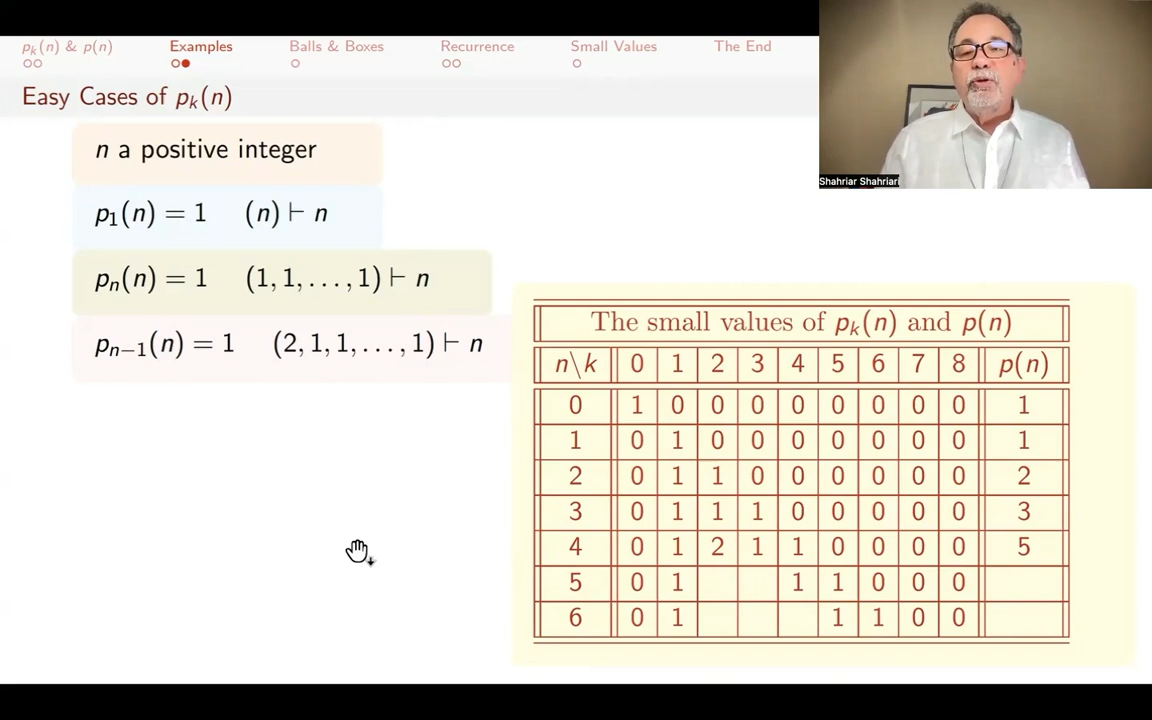 pₖ(n) & p(n) Examples Balls & Boxes Recurrence Small Values The End
Easy Cases of pₖ(n)
Shahriar Shahriari
n a positive integer
p₁(n) = 1 (n) ⊢ n
pₙ(n) = 1 (1, 1, . . . , 1) ⊢ n
pₙ₋₁(n) = 1 (2, 1, 1, . . . , 1) ⊢ n
The small values of pₖ(n) and p(n)
n\k 0 1 2 3 4 5 6 7 8 p(n)
0 1 0 0 0 0 0 0 0 0 1
1 0 1 0 0 0 0 0 0 0 1
2 0 1 1 0 0 0 0 0 0 2
3 0 1 1 1 0 0 0 0 0 3
4 0 1 2 1 1 0 0 0 0 5
5 0 1 1 1 0 0 0
6 0 1 1 1 0 0